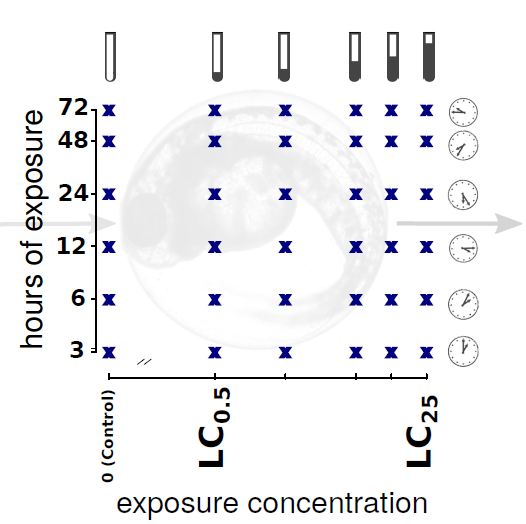 72
48
24
12
6
3
hours of exposure
0 (Control)
LC0.5
LC25
exposure concentration